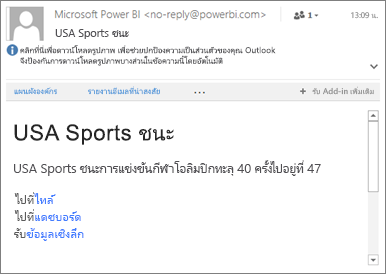 Microsoft Power BI <no-reply@powerbi.com>
1
13:09 น.
USA Sports ชนะ
คลิกที่นี่เพื่อดาวน์โหลดรูปภาพ เพื่อช่วยปกป้องความเป็นส่วนตัวของคุณ Outlook
จึงป้องกันการดาวน์โหลดรูปภาพบางส่วนในข้อความนี้โดยอัตโนมัติ
แผนผังองค์กร
รายงานอีเมลที่น่าสงสัย
...
+ รับ Add-in เพิ่มเติม
USA Sports ชนะ
USA Sports ชนะการแข่งขันกีฬาโอลิมปิกทะลุ 40 ครั้งไปอยู่ที่ 47
ไปที่ไทล์
ไปที่แดชบอร์ด
รับข้อมูลเชิงลึก